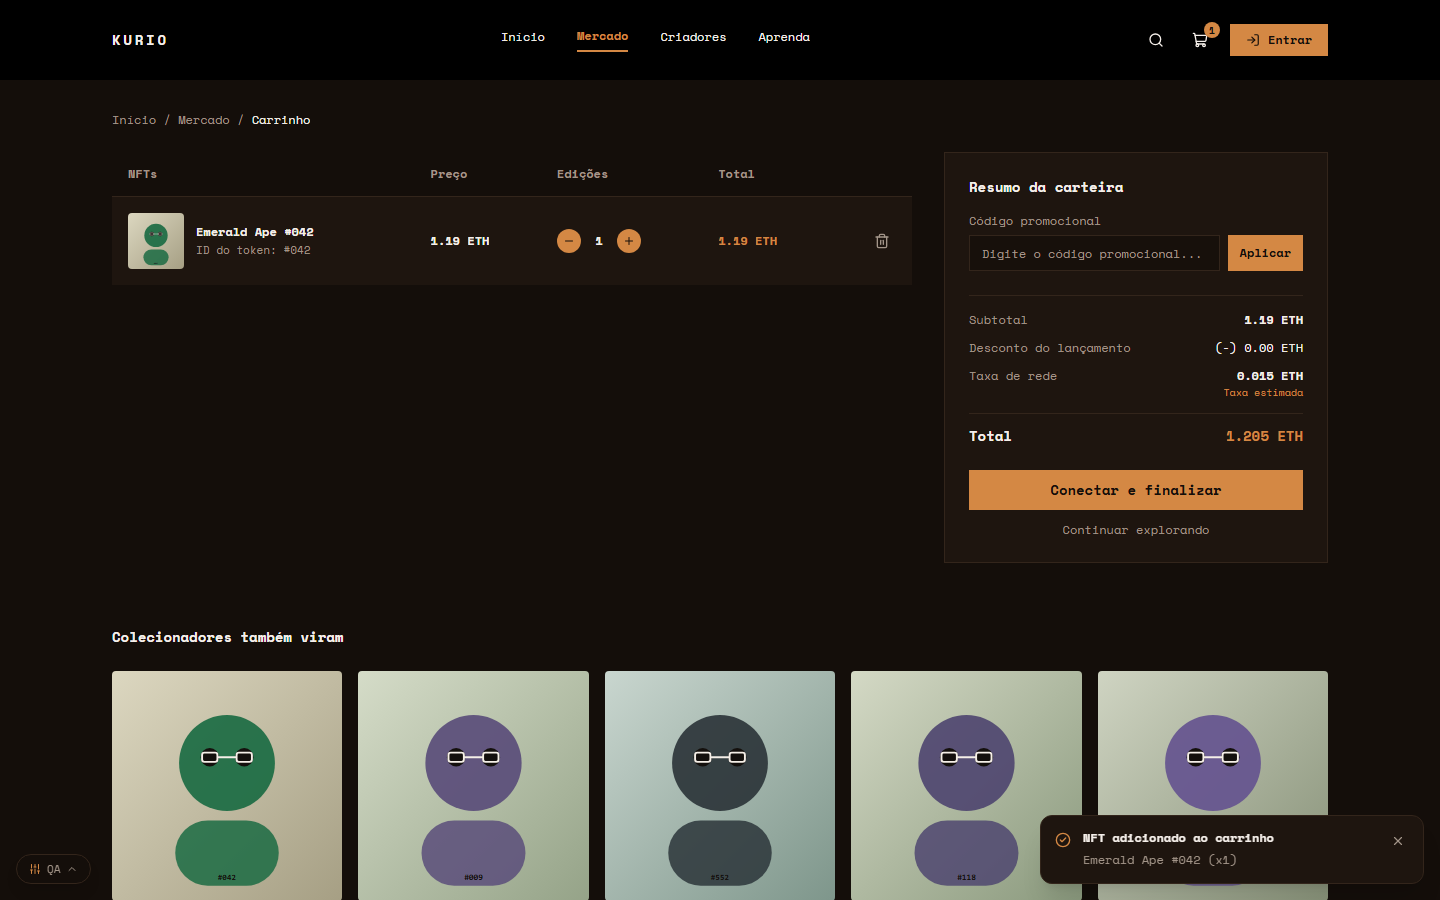 KURIO
Início
Mercado
Criadores
Aprenda
1
Entrar
Início / Mercado / Carrinho
NFTs
Preço
Edições
Total
Emerald Ape #042
ID do token: #042
1.19 ETH
1
1.19 ETH
Resumo da carteira
Código promocional
Digite o código promocional...
Aplicar
Subtotal
1.19 ETH
Desconto do lançamento
(-) 0.00 ETH
Taxa de rede
0.015 ETH
Taxa estimada
Total
1.205 ETH
Conectar e finalizar
Continuar explorando
Colecionadores também viram
#042
#009
#552
#118
NFT adicionado ao carrinho
Emerald Ape #042 (x1)
QA